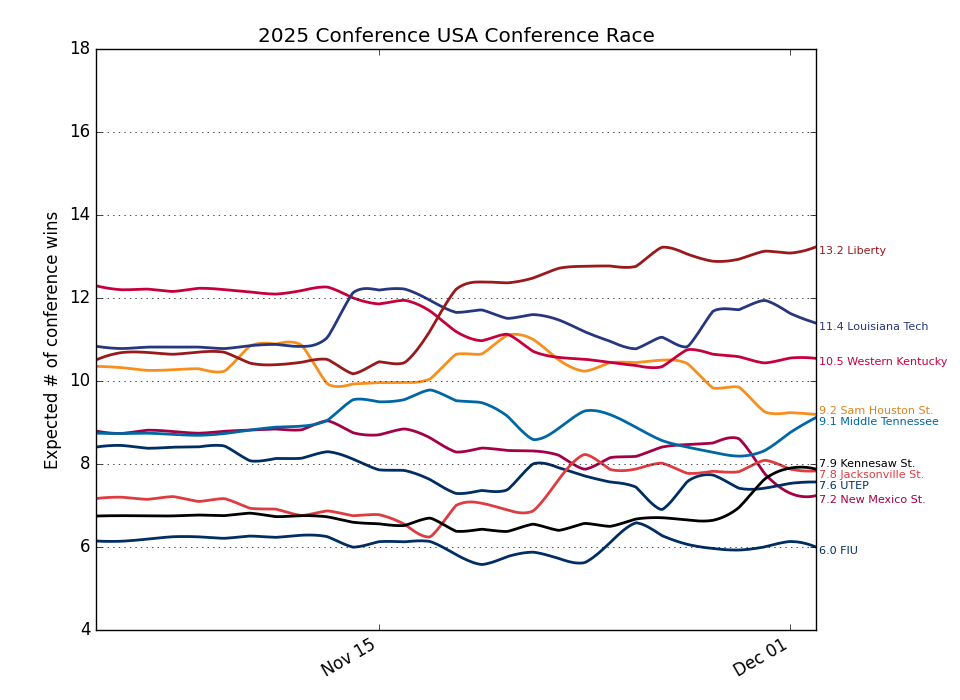 2025 Conference USA Conference Race
Expected # of conference wins
18
16
14
12
10
8
6
4
13.2 Liberty
11.4 Louisiana Tech
10.5 Western Kentucky
9.2 Sam Houston St.
9.1 Middle Tennessee
7.9 Kennesaw St.
7.8 Jacksonville St.
7.6 UTEP
7.2 New Mexico St.
6.0 FIU
Nov 15
Dec 01